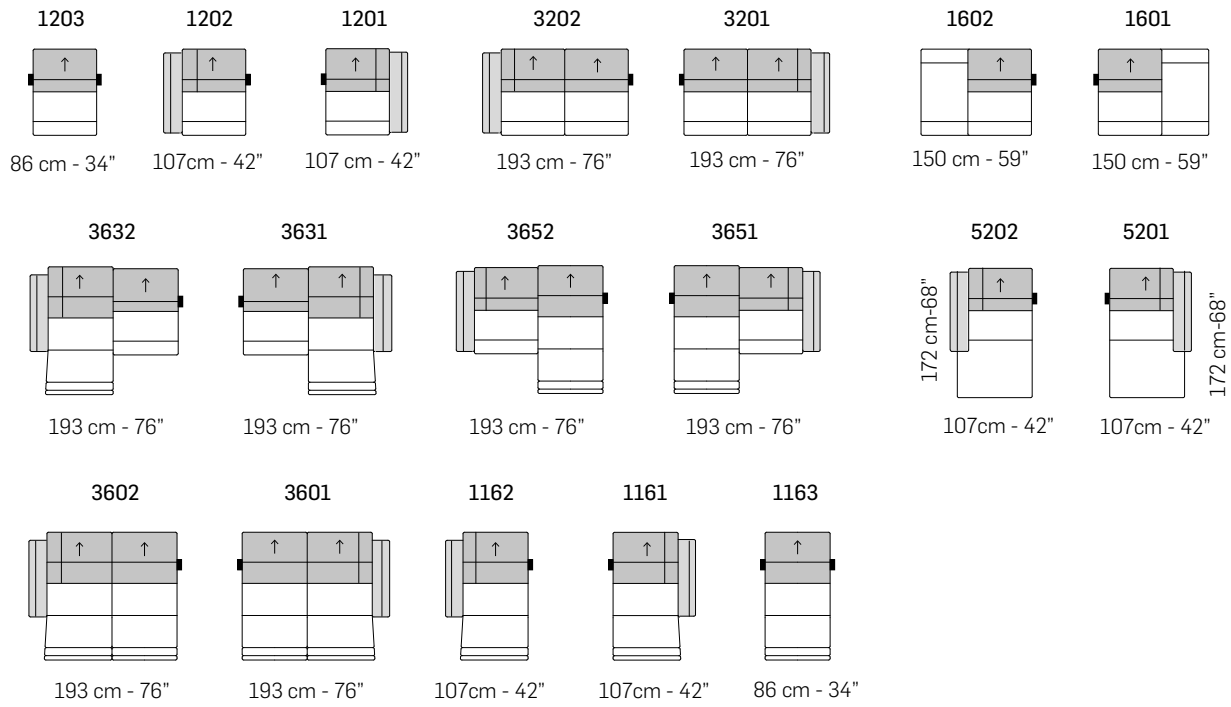 1203 1202 1201 3202 3201 1602 1601
86 cm - 34” 107cm - 42” 107 cm - 42” 193 cm - 76” 193 cm - 76” 150 cm - 59” 150 cm - 59”
3632 3631 3652 3651 5202 5201
172 cm-68”
172 cm-68”
193 cm - 76” 193 cm - 76” 193 cm - 76” 193 cm - 76” 107cm - 42” 107cm - 42”
3602 3601 1162 1161 1163
193 cm - 76” 193 cm - 76” 107cm - 42” 107cm - 42” 86 cm - 34”